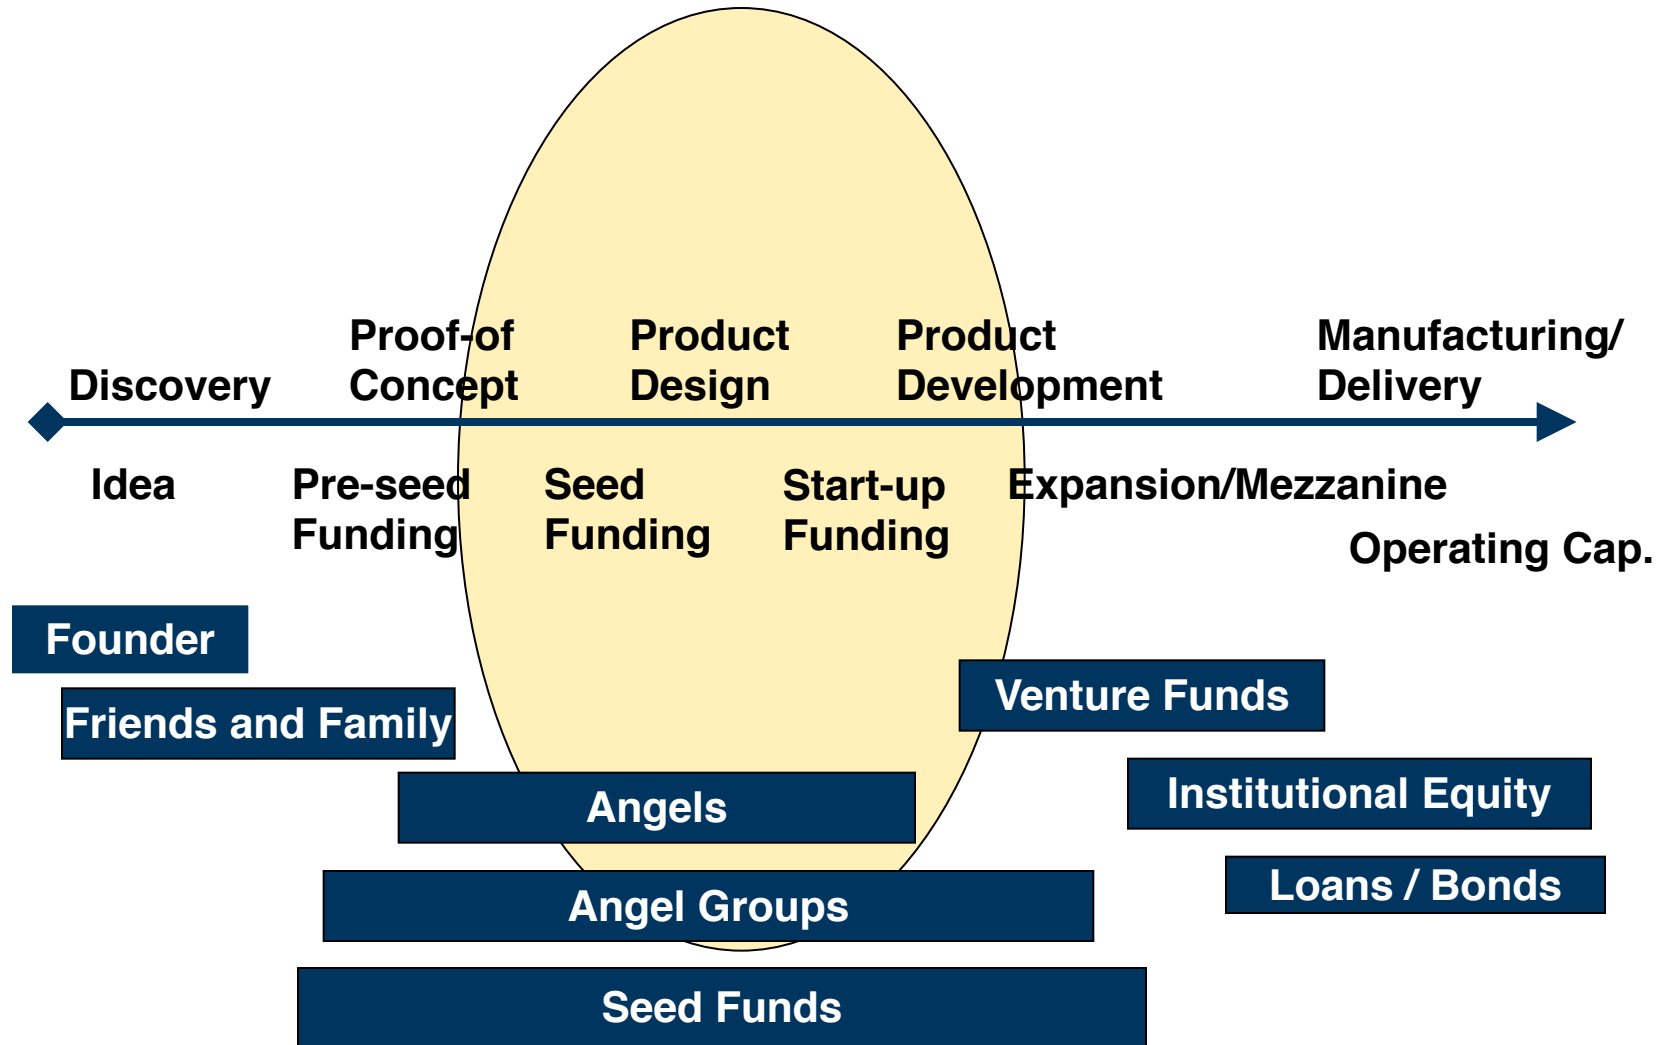 Discovery
Proof-of
Concept
Product
Design
Product
Development
Manufacturing/
Delivery
Idea
Pre-seed
Funding
Seed
Funding
Start-up
Funding
Expansion/Mezzanine
Operating Cap.
Founder
Friends and Family
Venture Funds
Angels
Institutional Equity
Angel Groups
Loans / Bonds
Seed Funds